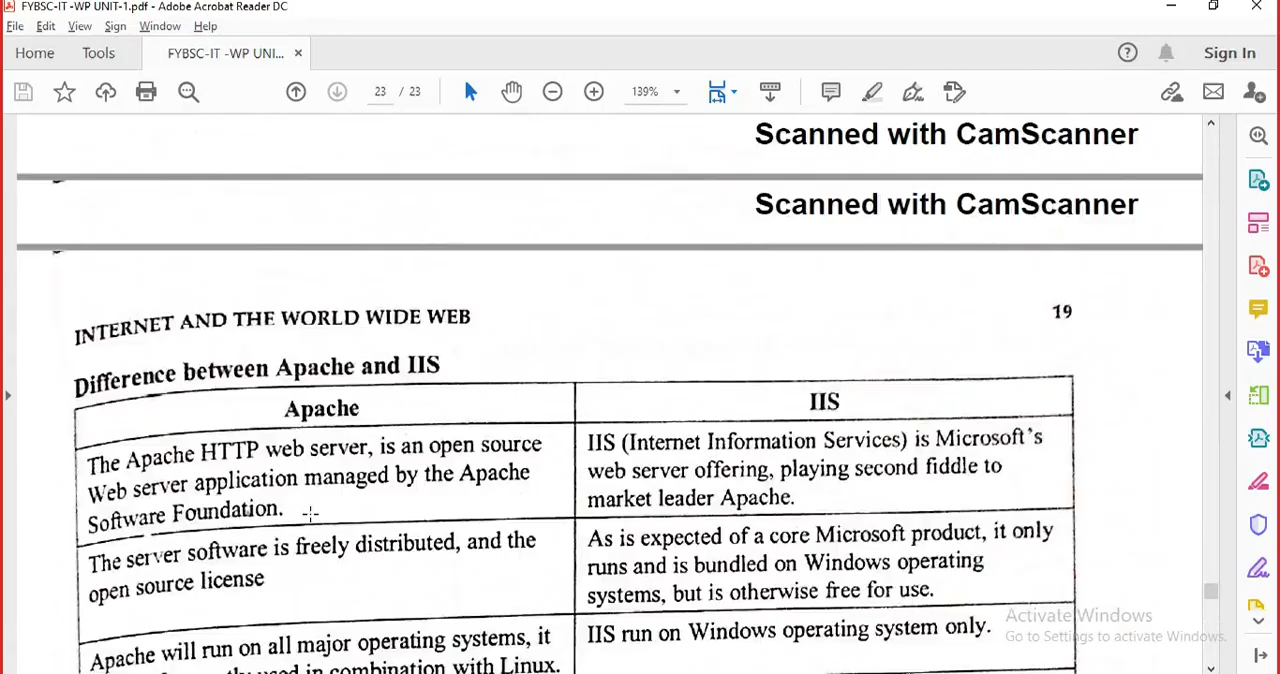 FYBSC-IT -WP UNIT-1.pdf - Adobe Acrobat Reader DC
File Edit View Sign Window Help
Home Tools FYBSC-IT -WP UNI... × Sign In
23 / 23 139%
Scanned with CamScanner
Scanned with CamScanner
INTERNET AND THE WORLD WIDE WEB 19
Difference between Apache and IIS
Apache
The Apache HTTP web server, is an open source
Web server application managed by the Apache
Software Foundation.
The server software is freely distributed, and the
open source license
Apache will run on all major operating systems, it
used in combination with Linux.
IIS
IIS (Internet Information Services) is Microsoft's
web server offering, playing second fiddle to
market leader Apache.
As is expected of a core Microsoft product, it only
runs and is bundled on Windows operating
systems, but is otherwise free for use.
IIS run on Windows operating system only.
Activate Windows
Go to Settings to activate Windows.